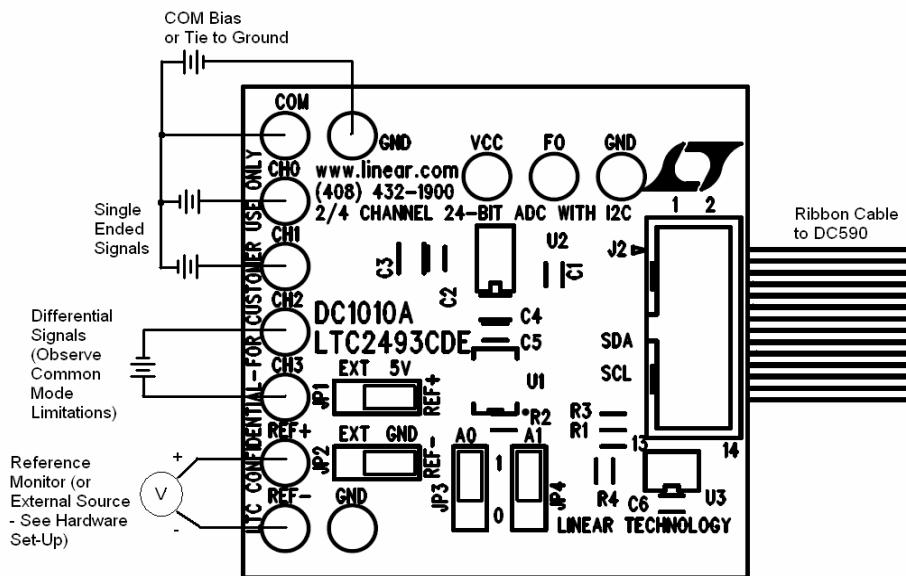 COM Bias
or Tie to Ground
COM
GND
VCC
FO
GND
www.linear.com
(408) 432-1900
2/4 CHANNEL 24-BIT ADC WITH I2C
1 2
CH0
Single
Ended
Signals
CH1
C3
C2
U2
C1
J2
Ribbon Cable
to DC590
CH2
DC1010A
LTC2493CDE
C4
C5
SDA
SCL
Differential
Signals
(Observe
Common
Mode
Limitations)
CH3
JP1
EXT 5V
REF+
U1
R2
R3
R1
13
14
REF+
JP2
EXT GND
REF-
A0
A1
1
0
JP3
JP4
R4
C6
U3
Reference
Monitor (or
External Source
- See Hardware
Set-Up)
+
V
-
REF-
GND
LINEAR TECHNOLOGY
LTC CONFIDENTIAL-FOR CUSTOMER USE ONLY